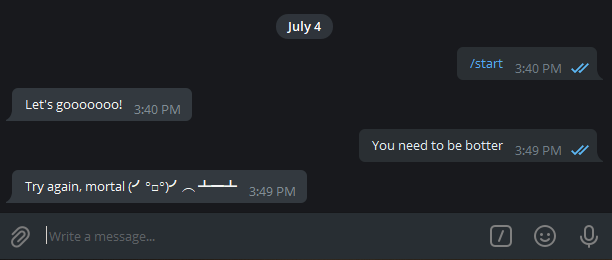 July 4
/start 3:40 PM
Let's gooooooo! 3:40 PM
You need to be botter 3:49 PM
Try again, mortal (╯°□°)╯︵ ┻━┻ 3:49 PM
Write a message...